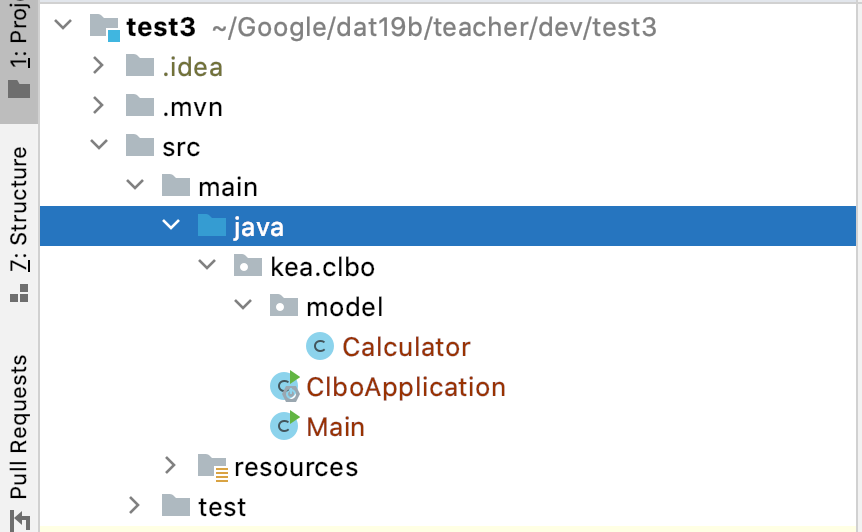 1: Proj
Z: Structure
Pull Requests
test3 ~/Google/dat19b/teacher/dev/test3
.idea
.mvn
src
main
java
kea.clbo
model
C Calculator
C ClboApplication
C Main
resources
test